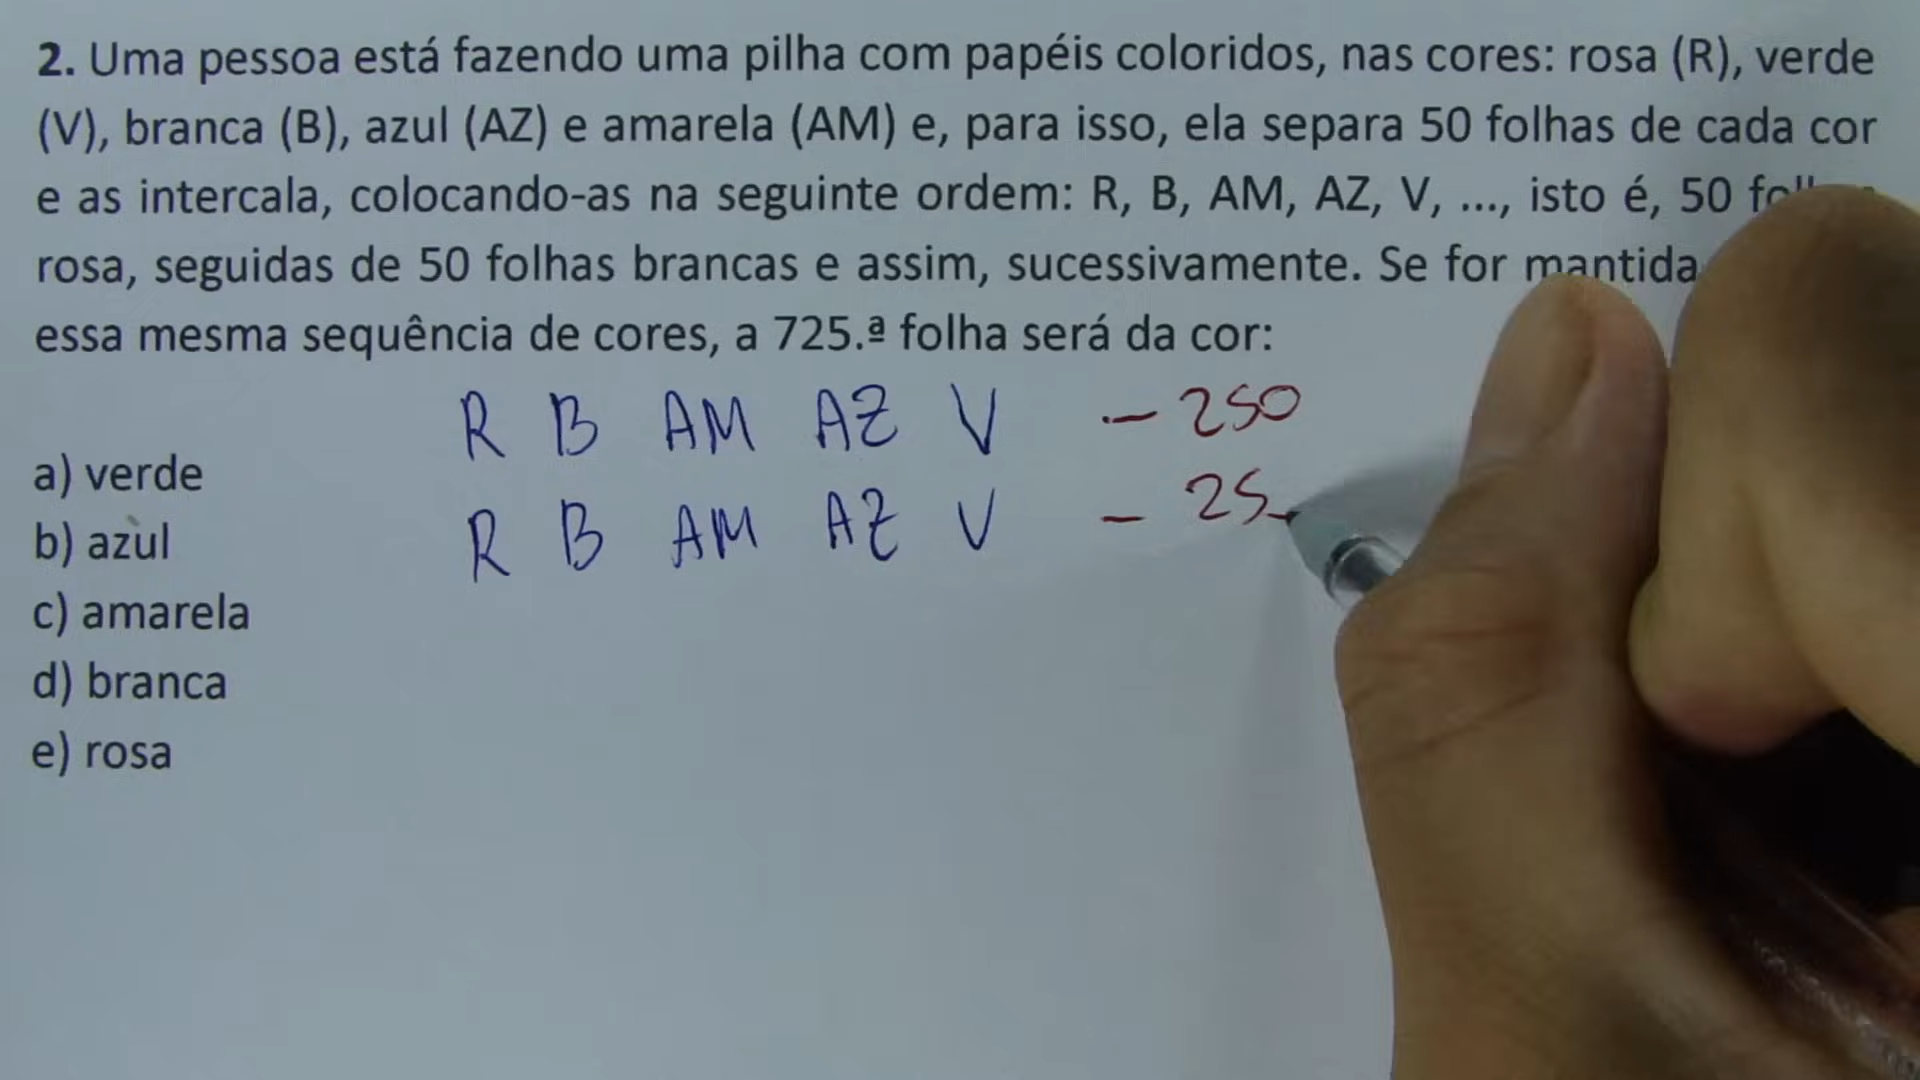 2. Uma pessoa está fazendo uma pilha com papéis coloridos, nas cores: rosa (R), verde
(V), branca (B), azul (AZ) e amarela (AM) e, para isso, ela separa 50 folhas de cada cor
e as intercala, colocando-as na seguinte ordem: R, B, AM, AZ, V, ..., isto é, 50
rosa, seguidas de 50 folhas brancas e assim, sucessivamente. Se for mantida
essa mesma sequência de cores, a 725.ª folha será da cor:
R B AM AZ V - 250
a) verde
R B AM AZ V - 25
b) azul
c) amarela
d) branca
e) rosa